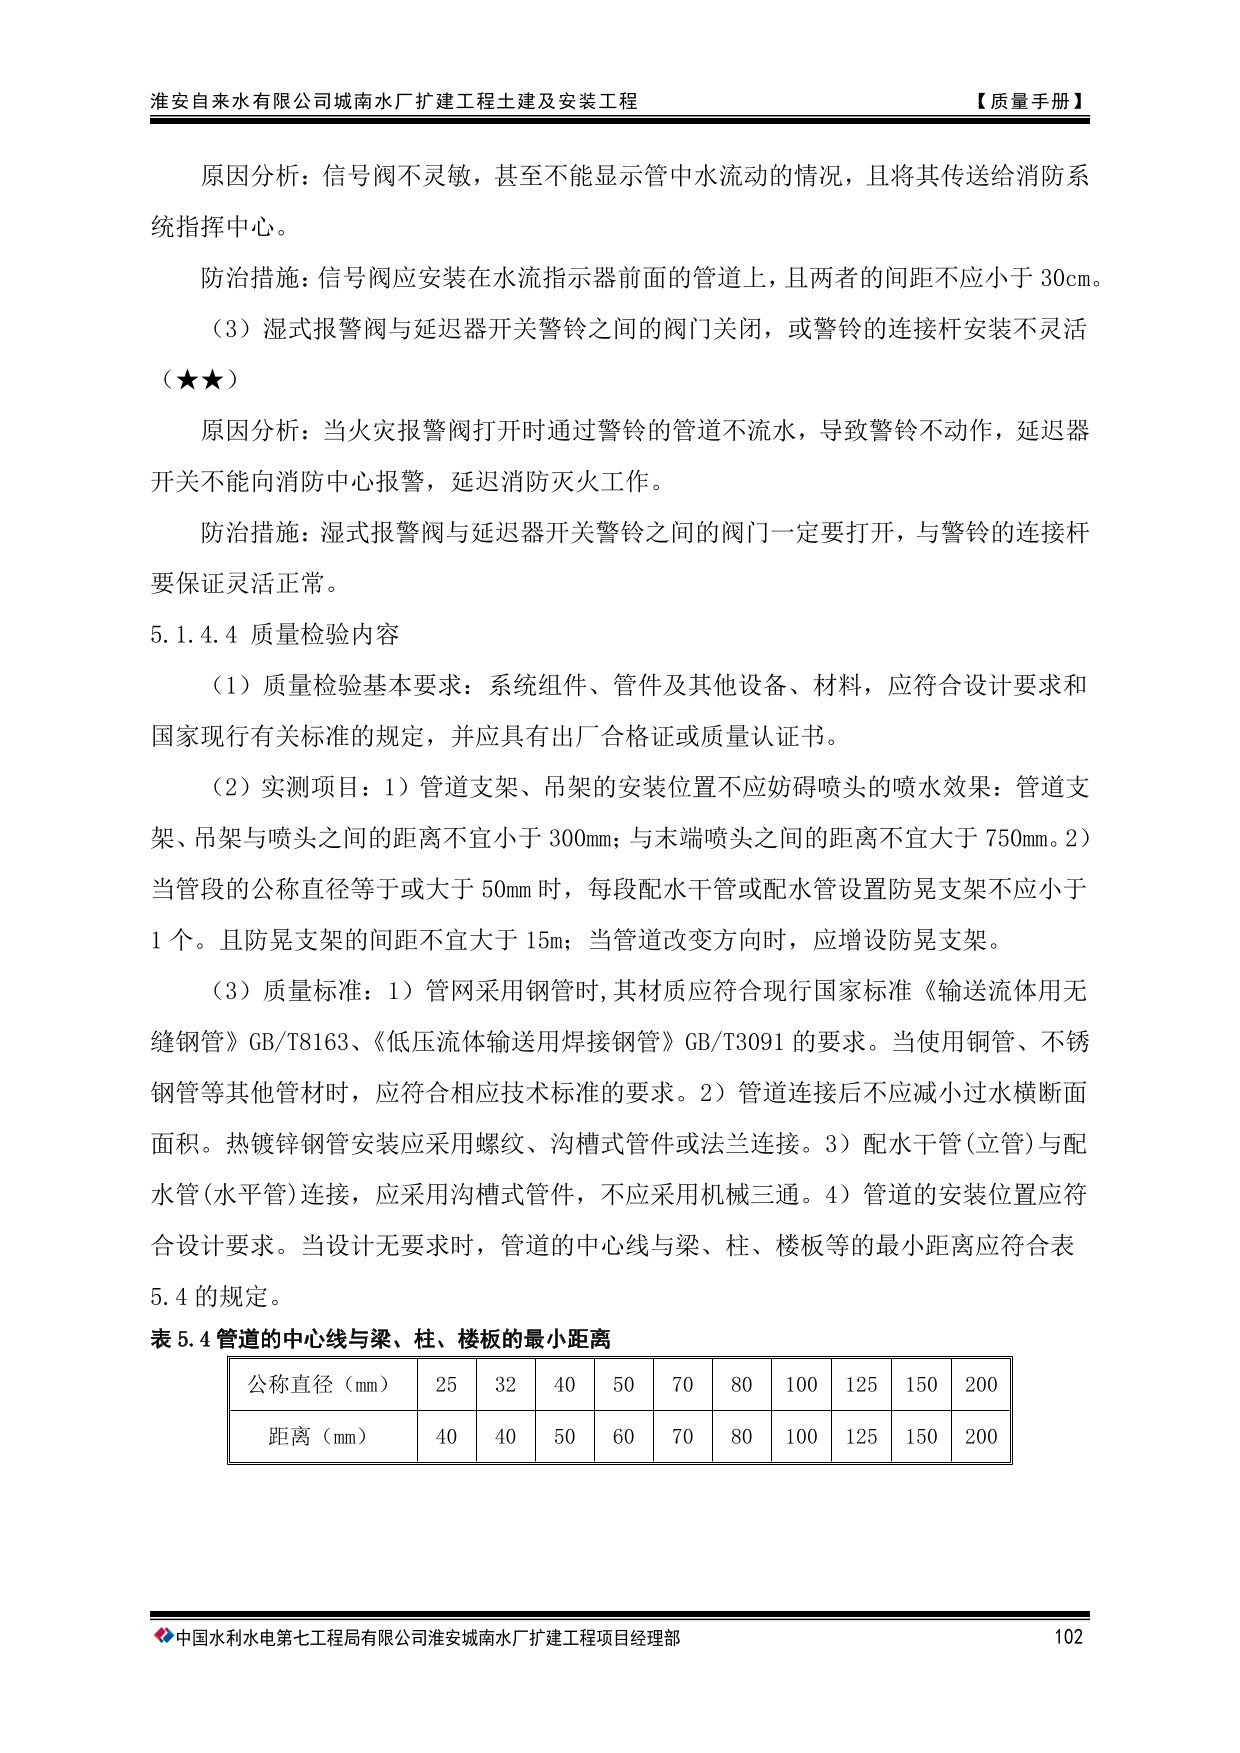 淮安自来水有限公司城南水厂扩建工程土建及安装工程 【质量手册】
原因分析：信号阀不灵敏，甚至不能显示管中水流动的情况，且将其传送给消防系
统指挥中心。
防治措施：信号阀应安装在水流指示器前面的管道上，且两者的间距不应小于 30cm。
（3）湿式报警阀与延迟器开关警铃之间的阀门关闭，或警铃的连接杆安装不灵活
（★★）
原因分析：当火灾报警阀打开时通过警铃的管道不流水，导致警铃不动作，延迟器
开关不能向消防中心报警，延迟消防灭火工作。
防治措施：湿式报警阀与延迟器开关警铃之间的阀门一定要打开，与警铃的连接杆
要保证灵活正常。
5.1.4.4 质量检验内容
（1）质量检验基本要求：系统组件、管件及其他设备、材料，应符合设计要求和
国家现行有关标准的规定，并应具有出厂合格证或质量认证书。
（2）实测项目：1）管道支架、吊架的安装位置不应妨碍喷头的喷水效果：管道支
架、吊架与喷头之间的距离不宜小于 300mm；与末端喷头之间的距离不宜大于 750mm。2）
当管段的公称直径等于或大于 50mm 时，每段配水干管或配水管设置防晃支架不应小于
1 个。且防晃支架的间距不宜大于 15m；当管道改变方向时，应增设防晃支架。
（3）质量标准：1）管网采用钢管时,其材质应符合现行国家标准《输送流体用无
缝钢管》GB/T8163、《低压流体输送用焊接钢管》GB/T3091 的要求。当使用铜管、不锈
钢管等其他管材时，应符合相应技术标准的要求。2）管道连接后不应减小过水横断面
面积。热镀锌钢管安装应采用螺纹、沟槽式管件或法兰连接。3）配水干管(立管)与配
水管(水平管)连接，应采用沟槽式管件，不应采用机械三通。4）管道的安装位置应符
合设计要求。当设计无要求时，管道的中心线与梁、柱、楼板等的最小距离应符合表
5.4 的规定。
表 5.4 管道的中心线与梁、柱、楼板的最小距离
公称直径（mm） 25 32 40 50 70 80 100 125 150 200
距离（mm） 40 40 50 60 70 80 100 125 150 200
中国水利水电第七工程局有限公司淮安城南水厂扩建工程项目经理部 102